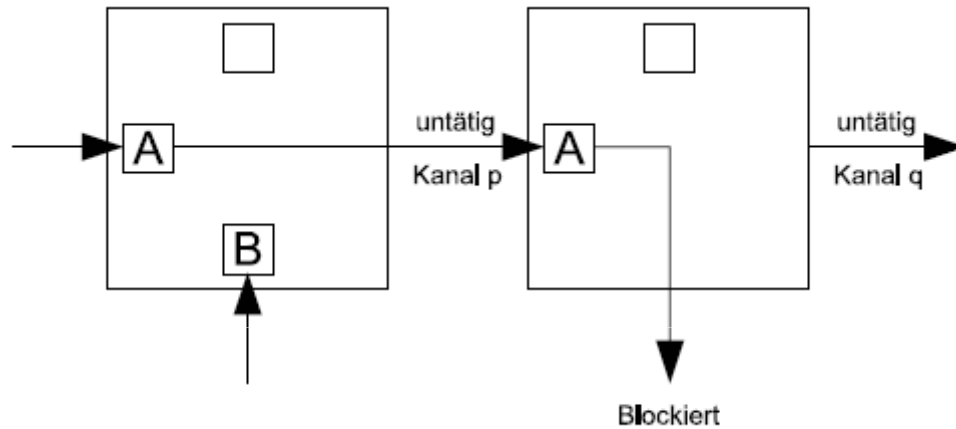 untätig
untätig
A
A
Kanal p
Kanal q
B
Blockiert